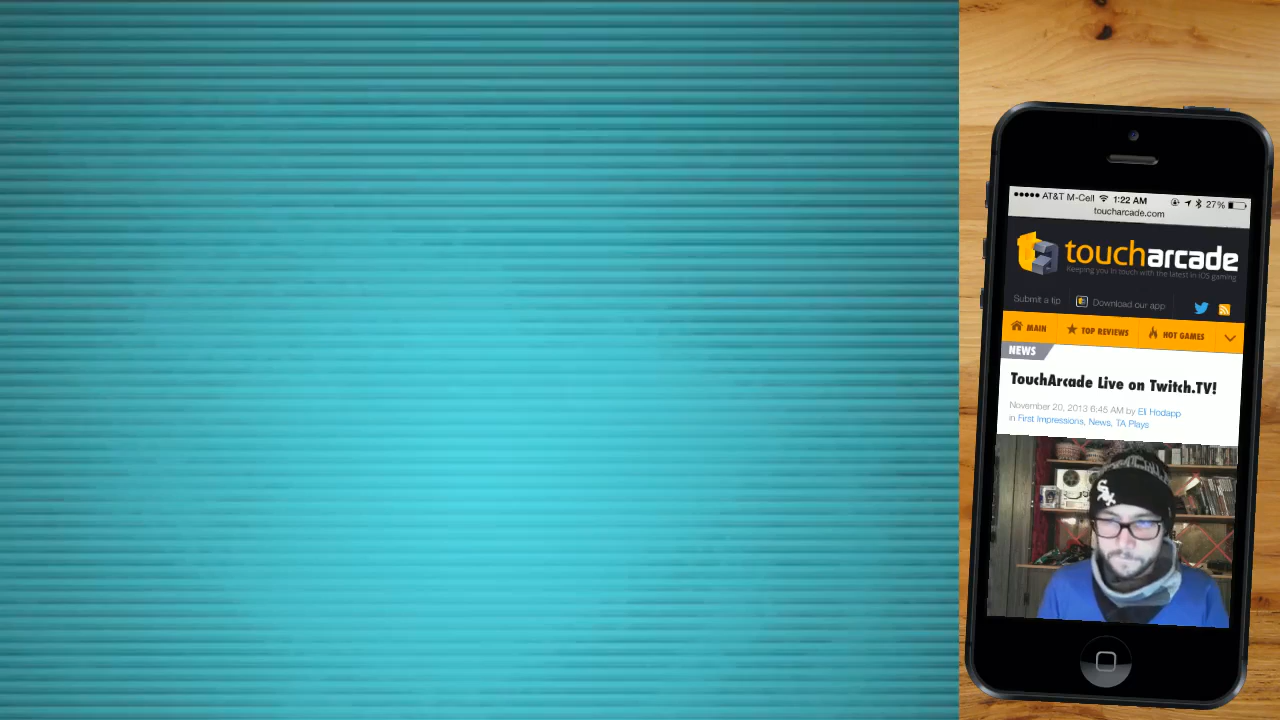 AT&T M-Cell 1:22 AM 27%
toucharcade.com
toucharcade
Keeping you in touch with the latest in iOS gaming
Submit a tip Download our app
MAIN TOP REVIEWS HOT GAMES
NEWS
TouchArcade Live on Twitch.TV!
November 20, 2013 6:45 AM by Eli Hodapp
in First Impressions, News, TA Plays